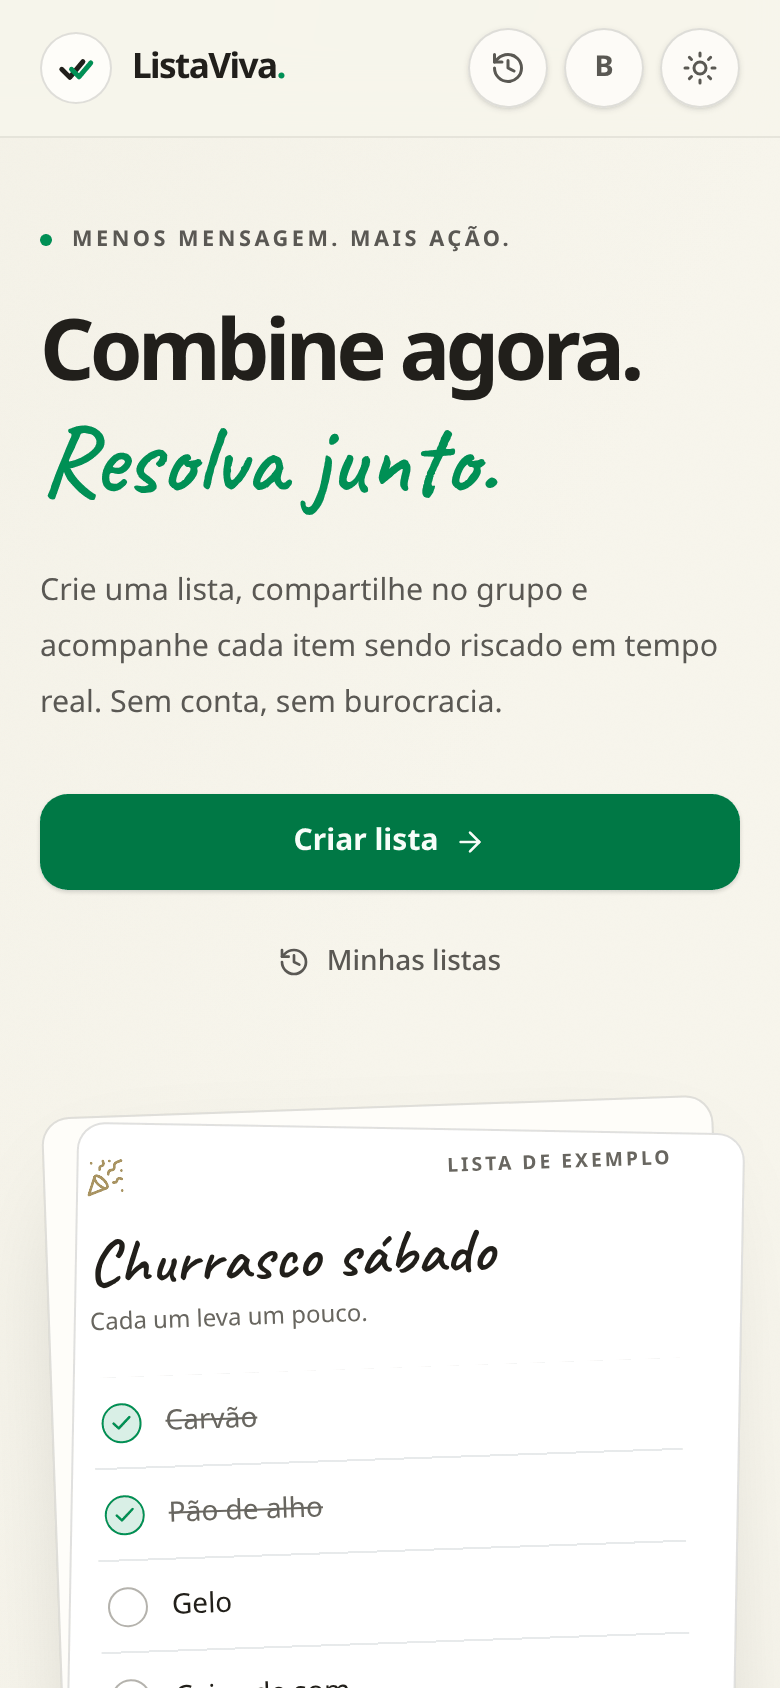 ListaViva.
B
MENOS MENSAGEM. MAIS AÇÃO.
Combine agora.
Resolva junto.
Crie uma lista, compartilhe no grupo e
acompanhe cada item sendo riscado em tempo
real. Sem conta, sem burocracia.
Criar lista
Minhas listas
LISTA DE EXEMPLO
Churrasco sábado
Cada um leva um pouco.
Carvão
Pão de alho
Gelo